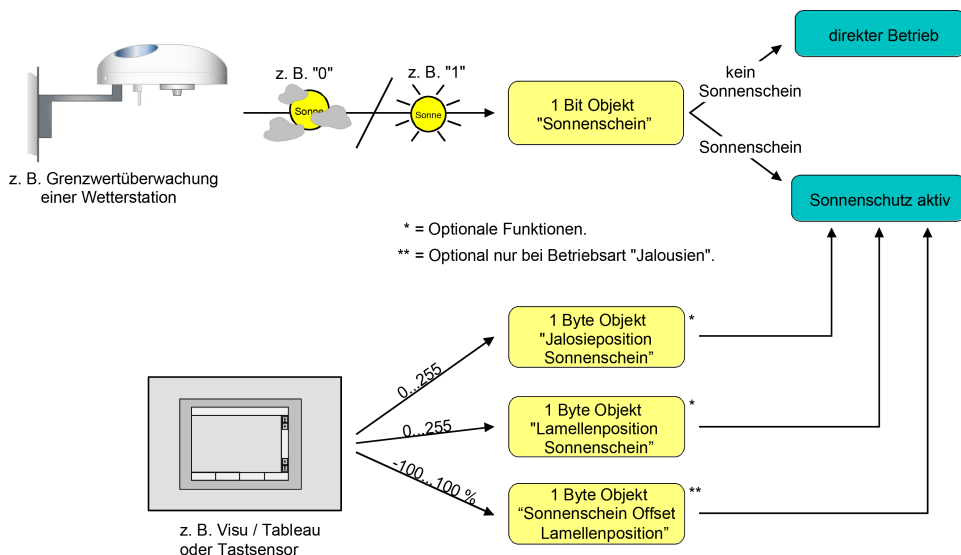 direkter Betrieb
z. B. "0"
z. B. "1"
kein
Sonnenschein
Sonne
Sonne
1 Bit Objekt
"Sonnenschein”
Sonnenschein
z. B. Grenzwertüberwachung
einer Wetterstation
Sonnenschutz aktiv
* = Optionale Funktionen.
** = Optional nur bei Betriebsart "Jalousien".
1 Byte Objekt
"Jalosieposition
Sonnenschein”
*
0...255
1 Byte Objekt
"Lamellenposition
Sonnenschein”
*
0...255
-100...100 %
1 Byte Objekt
“Sonnenschein Offset
Lamellenposition”
**
z. B. Visu / Tableau
oder Tastsensor